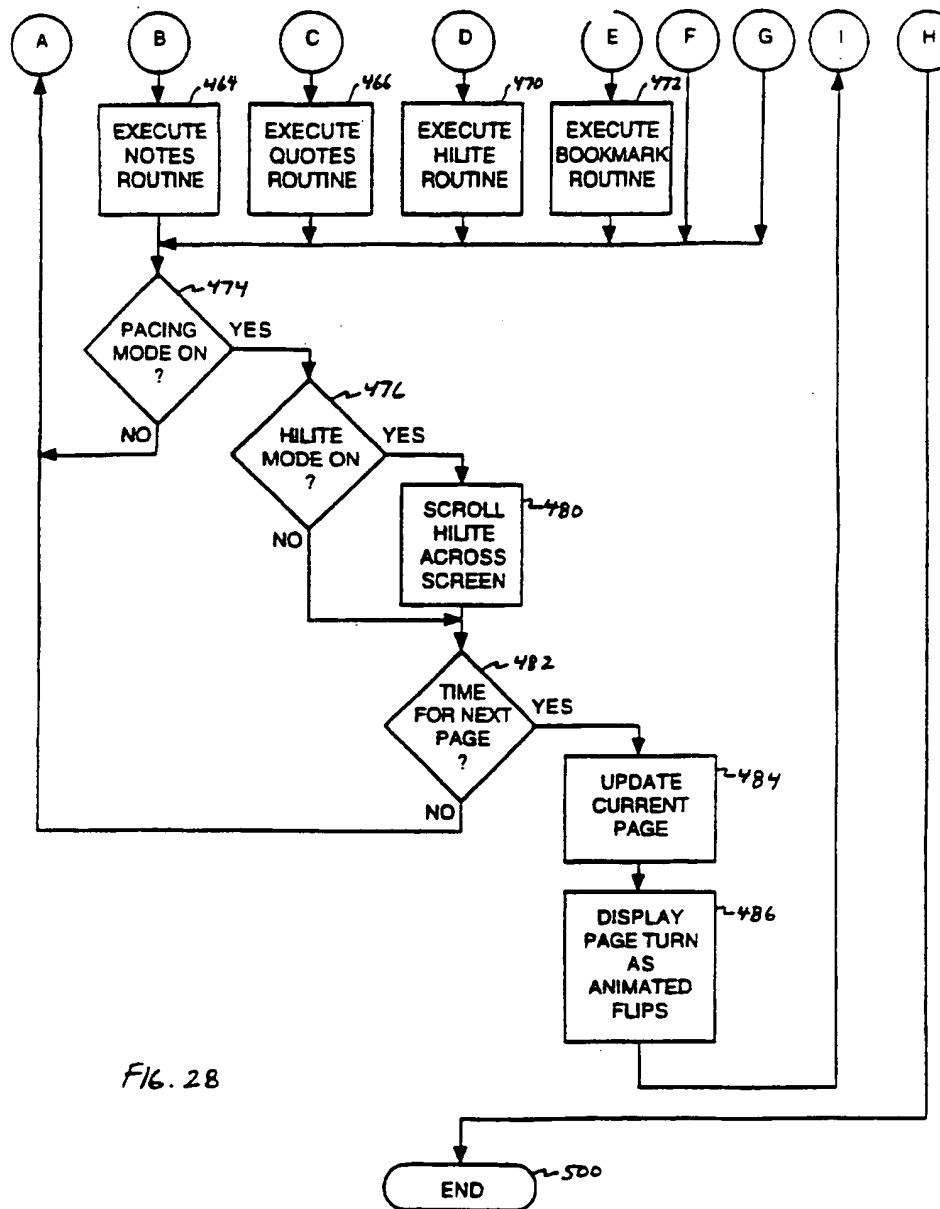 A B C D E F G I H
464 466 470 472
EXECUTE
NOTES
ROUTINE
EXECUTE
QUOTES
ROUTINE
EXECUTE
HILITE
ROUTINE
EXECUTE
BOOKMARK
ROUTINE
474
PACING
MODE ON
?
YES
NO
476
HILITE
MODE ON
?
YES
NO
480
SCROLL
HILITE
ACROSS
SCREEN
482
TIME
FOR NEXT
PAGE
?
YES
NO
484
UPDATE
CURRENT
PAGE
486
DISPLAY
PAGE TURN
AS
ANIMATED
FLIPS
FIG. 28
500
END